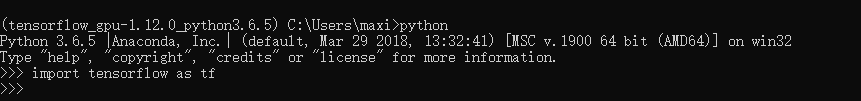 (tensorflow_gpu-1.12.0_python3.6.5) C:\Users\maxi>python
Python 3.6.5 |Anaconda, Inc.| (default, Mar 29 2018, 13:32:41) [MSC v.1900 64 bit (AMD64)] on win32
Type "help", "copyright", "credits" or "license" for more information.
>>> import tensorflow as tf
>>>